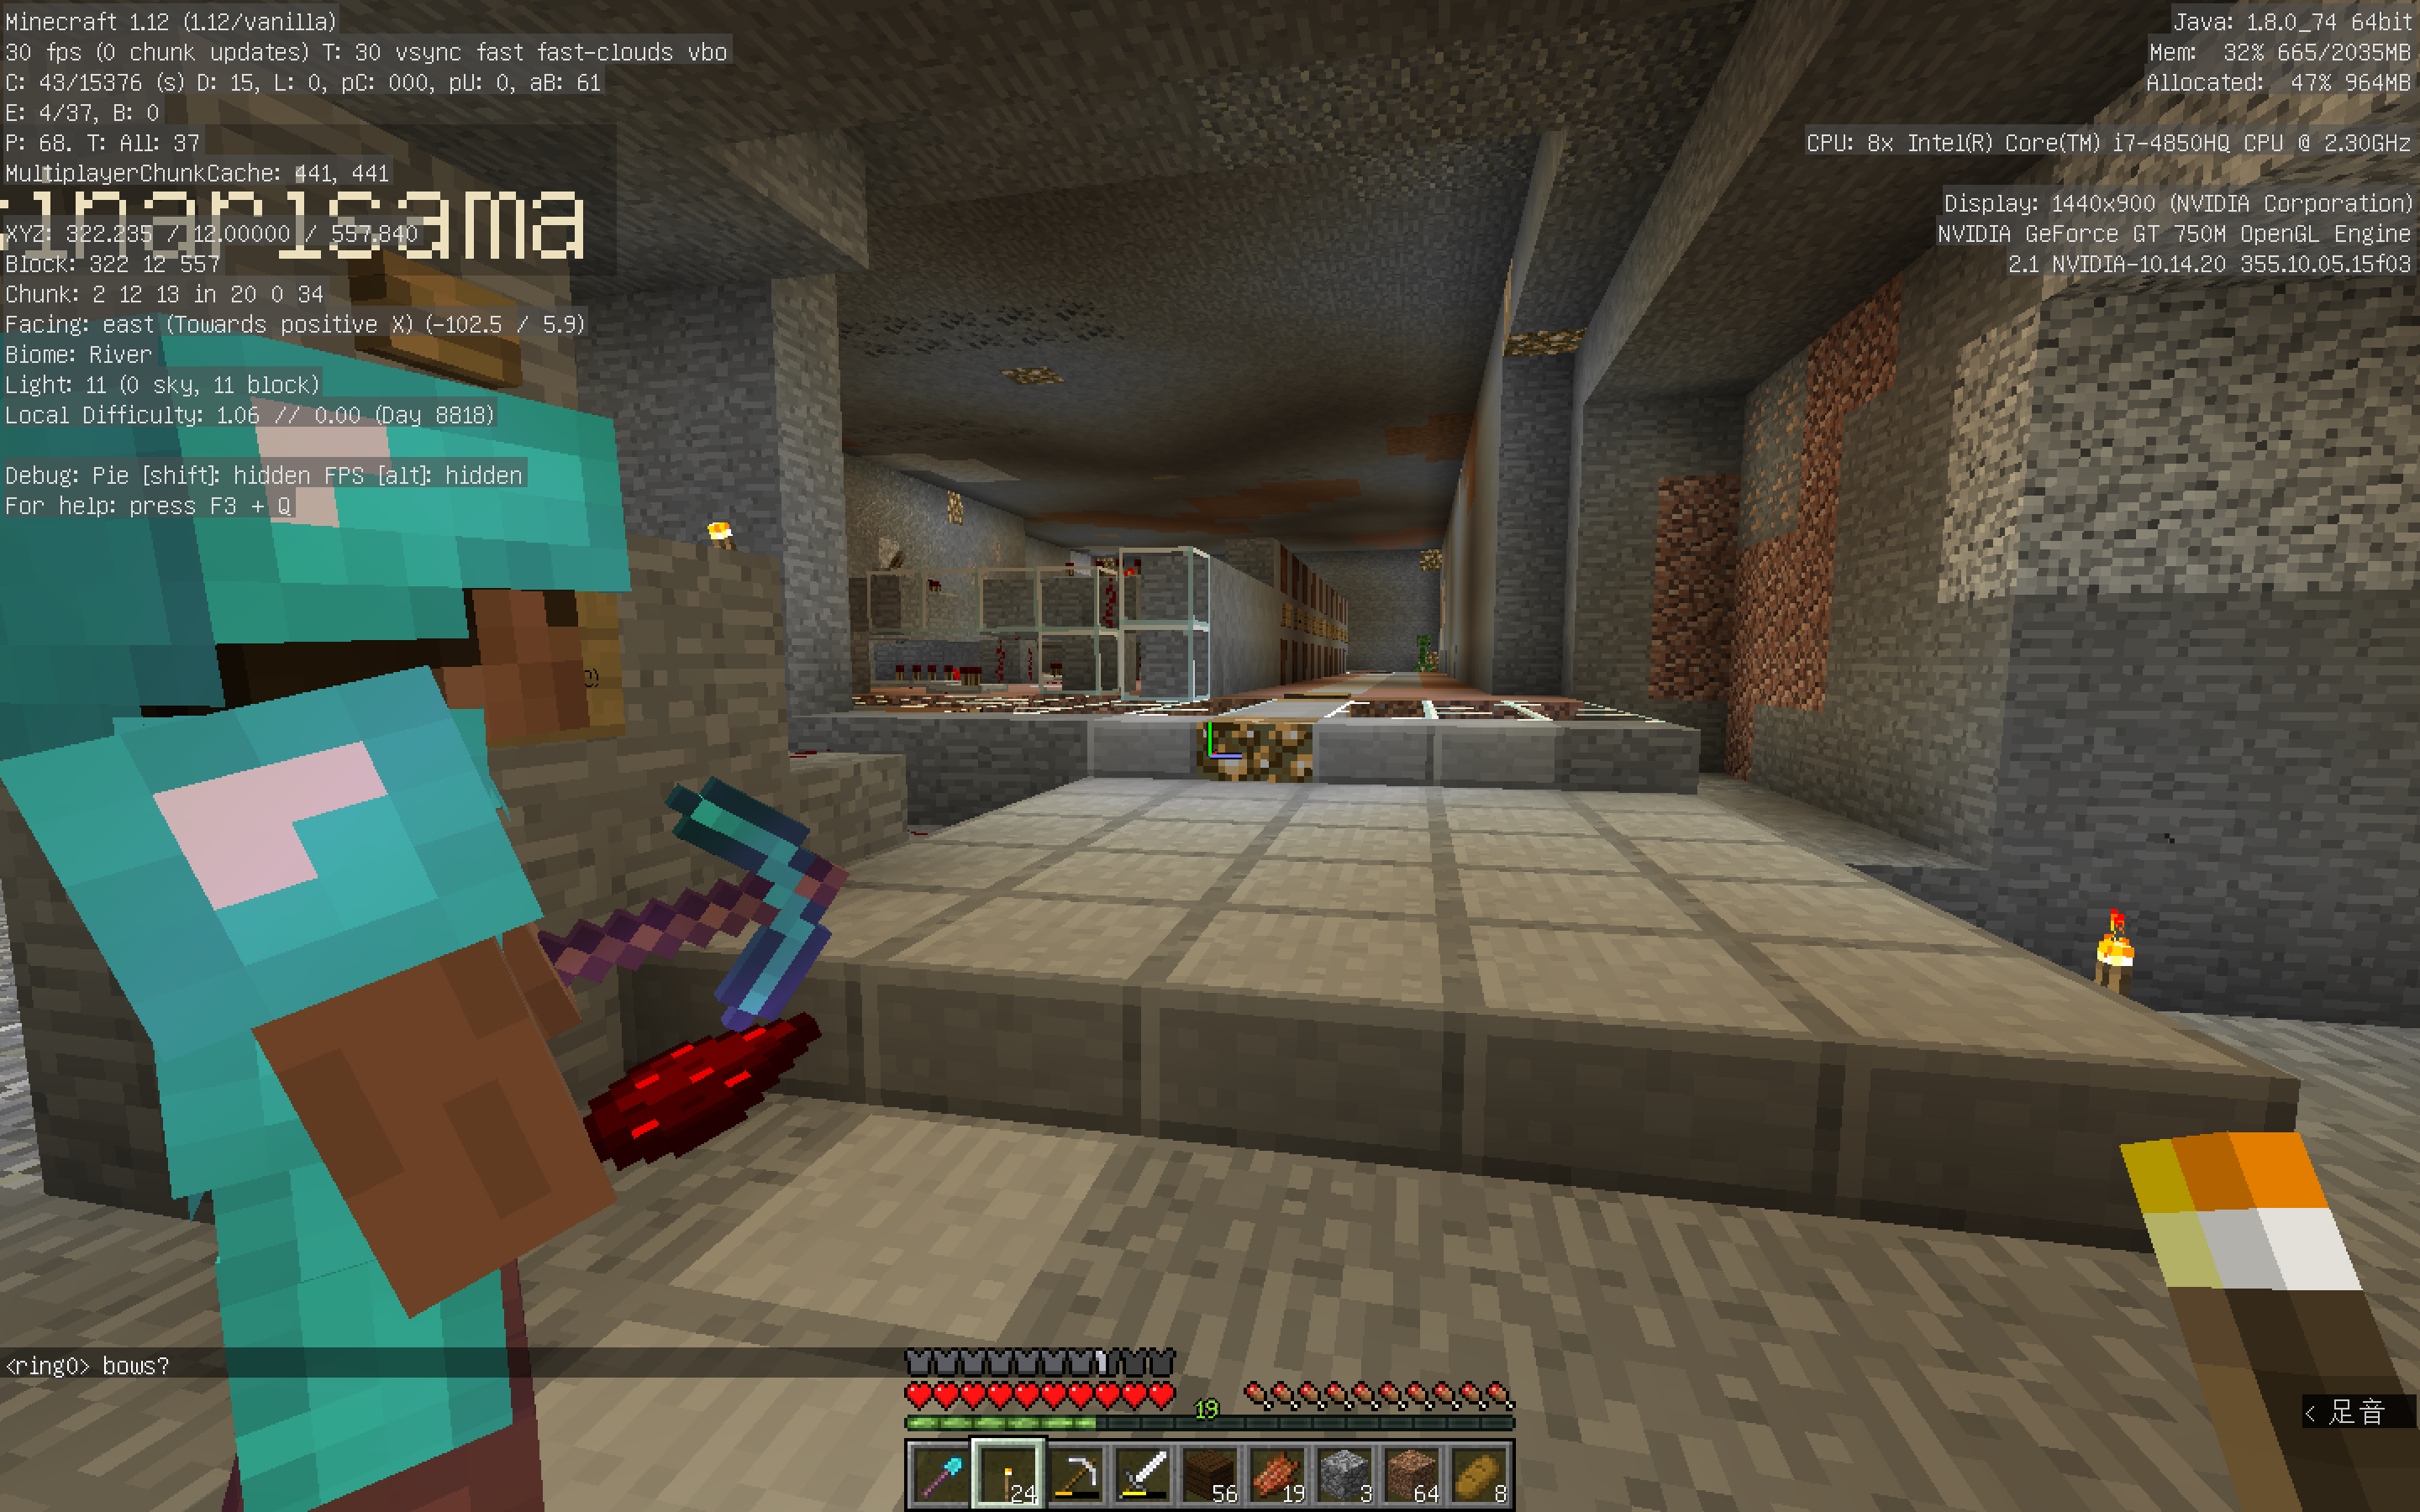 Minecraft 1.12 (1.12/vanilla)
30 fps (0 chunk updates) T: 30 vsync fast fast-clouds vbo
C: 43/15376 (s) D: 15, L: 0, pC: 000, pU: 0, aB: 61
E: 4/37, B: 0
P: 68. T: All: 37
MultiplayerChunkCache: 441, 441
XYZ: 322.235 / 12.00000 / 557.840
Block: 322 12 557
Chunk: 2 12 13 in 20 0 34
Facing: east (Towards positive X) (-102.5 / 5.9)
Biome: River
Light: 11 (0 sky, 11 block)
Local Difficulty: 1.06 // 0.00 (Day 8818)
Debug: Pie [shift]: hidden FPS [alt]: hidden
For help: press F3 + Q
Java: 1.8.0_74 64bit
Mem: 32% 665/2035MB
Allocated: 47% 964MB
CPU: 8x Intel(R) Core(TM) i7-4850HQ CPU @ 2.30GHz
Display: 1440x900 (NVIDIA Corporation)
NVIDIA GeForce GT 750M OpenGL Engine
2.1 NVIDIA-10.14.20 355.10.05.15f03
<ring0> bows?
19
< 足音
24 56 19 3 64 8